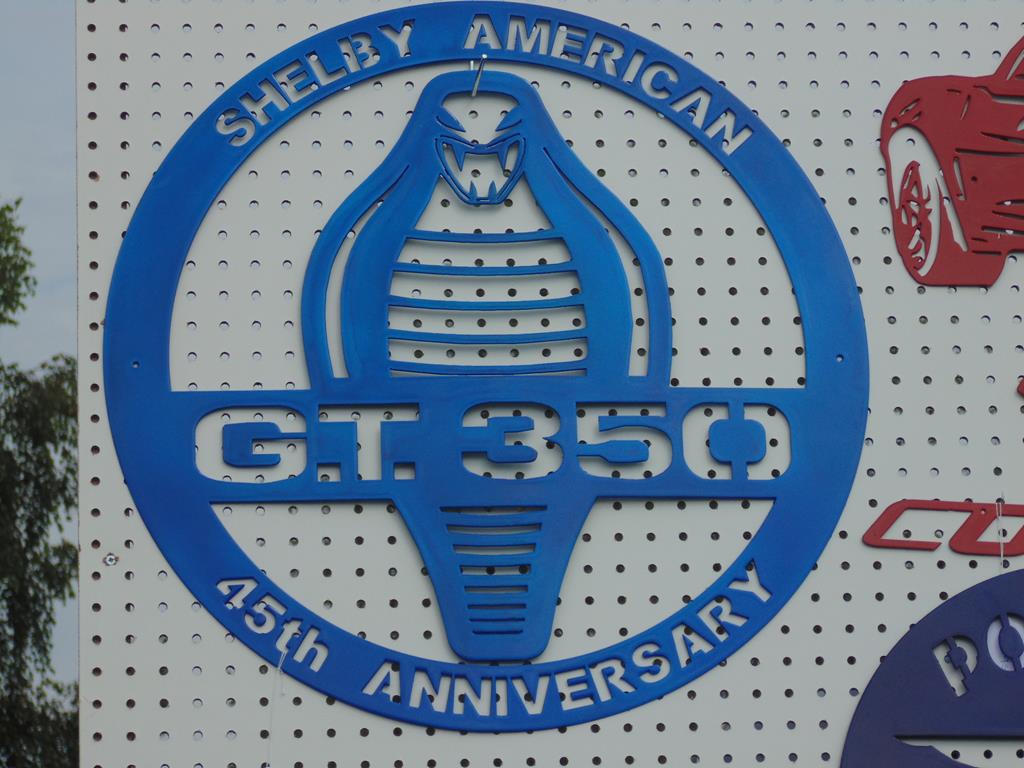 SHELBY AMERICAN
G.T. 350
45th ANNIVERSARY